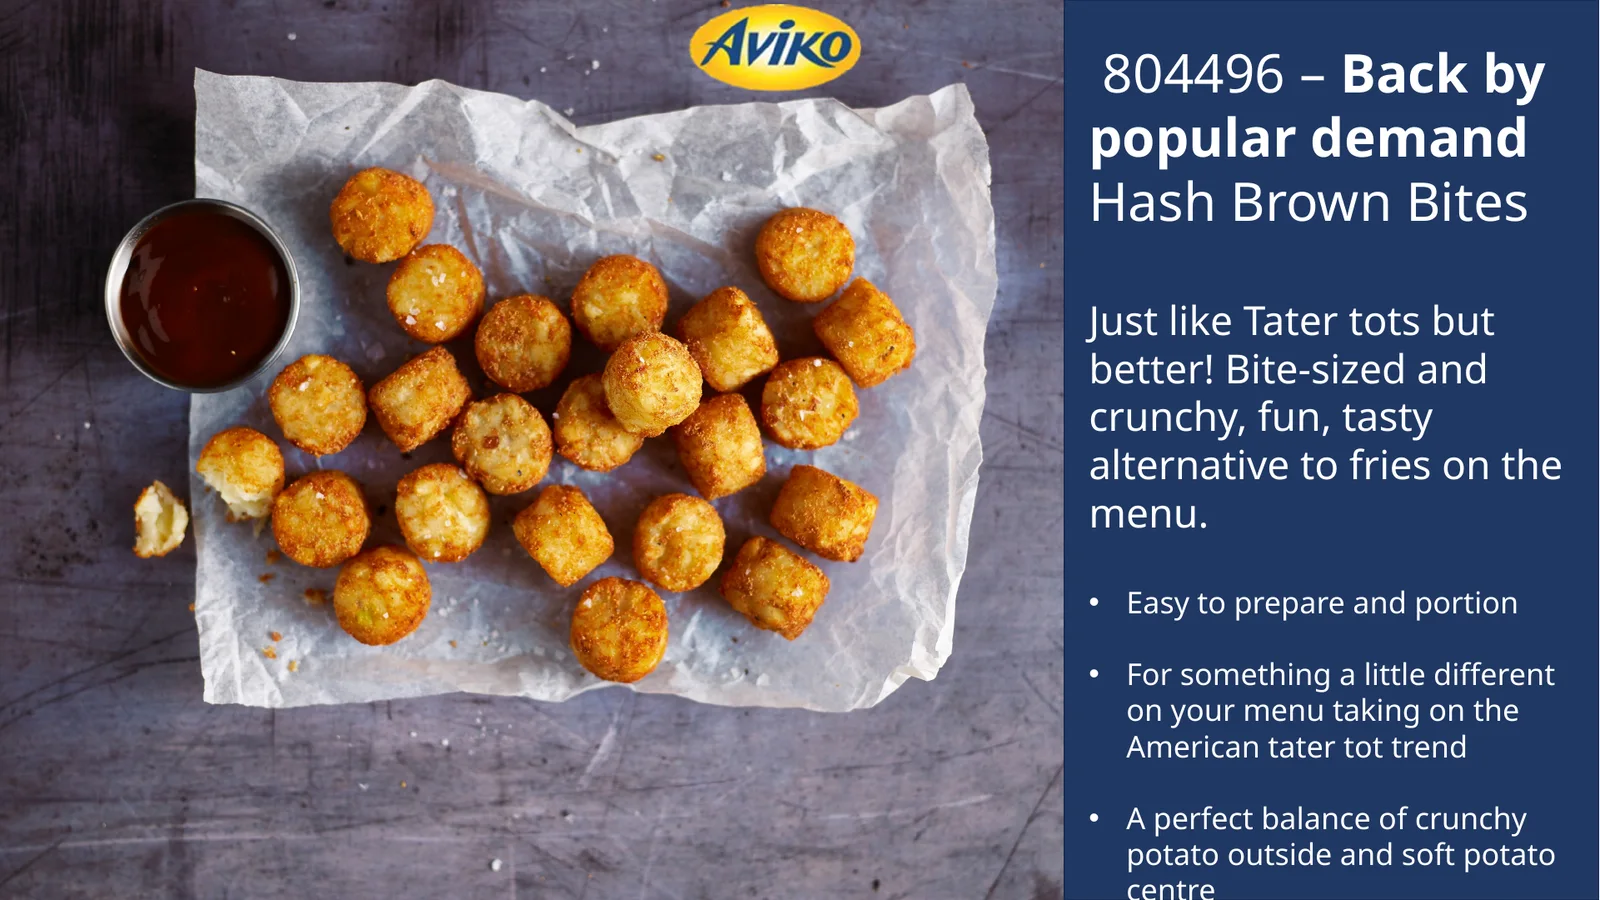 Aviko
804496 – Back by
popular demand
Hash Brown Bites
Just like Tater tots but
better! Bite-sized and
crunchy, fun, tasty
alternative to fries on the
menu.
• Easy to prepare and portion
• For something a little different
on your menu taking on the
American tater tot trend
• A perfect balance of crunchy
potato outside and soft potato
centre